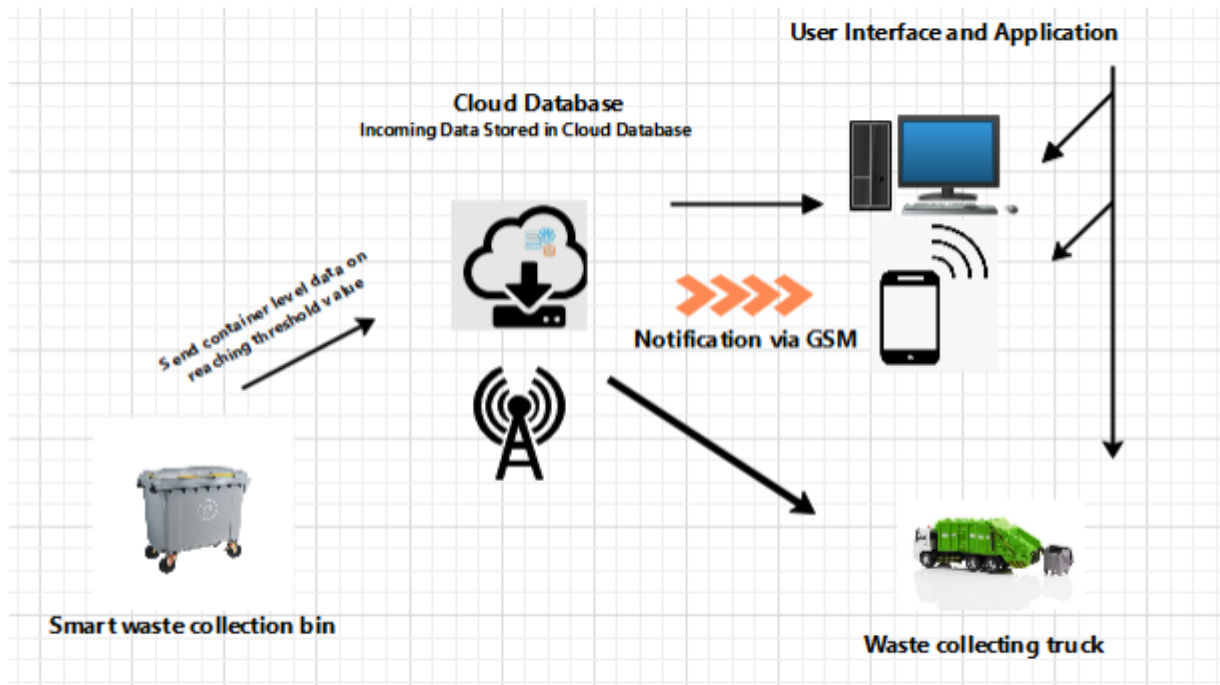 User Interface and Application
Cloud Database
Incoming Data Stored in Cloud Database
Send container level data on
reaching threshold value
Notification via GSM
Smart waste collection bin
Waste collecting truck